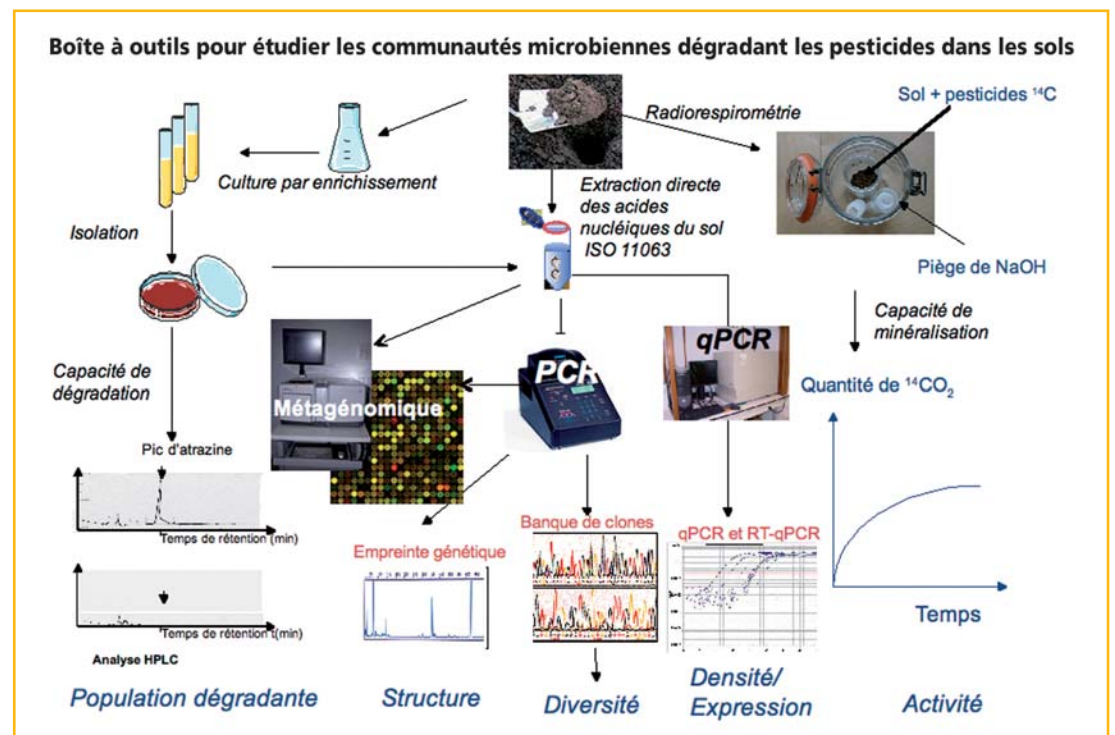 Boîte à outils pour étudier les communautés microbiennes dégradant les pesticides dans les sols
Sol + pesticides ¹⁴C
Radiorespirométrie
Culture par enrichissement
Extraction directe
des acides
nucléiques du sol
ISO 11063
Isolation
Piège de NaOH
Capacité de
minéralisation
Capacité de
dégradation
Métagénomique
PCR
qPCR
Quantité de ¹⁴CO₂
Pic d'atrazine
Temps de rétention (min)
Banque de clones
qPCR et RT-qPCR
Empreinte génétique
Temps
Temps de rétention t(min)
Analyse HPLC
Population dégradante
Structure
Diversité
Densité/
Expression
Activité